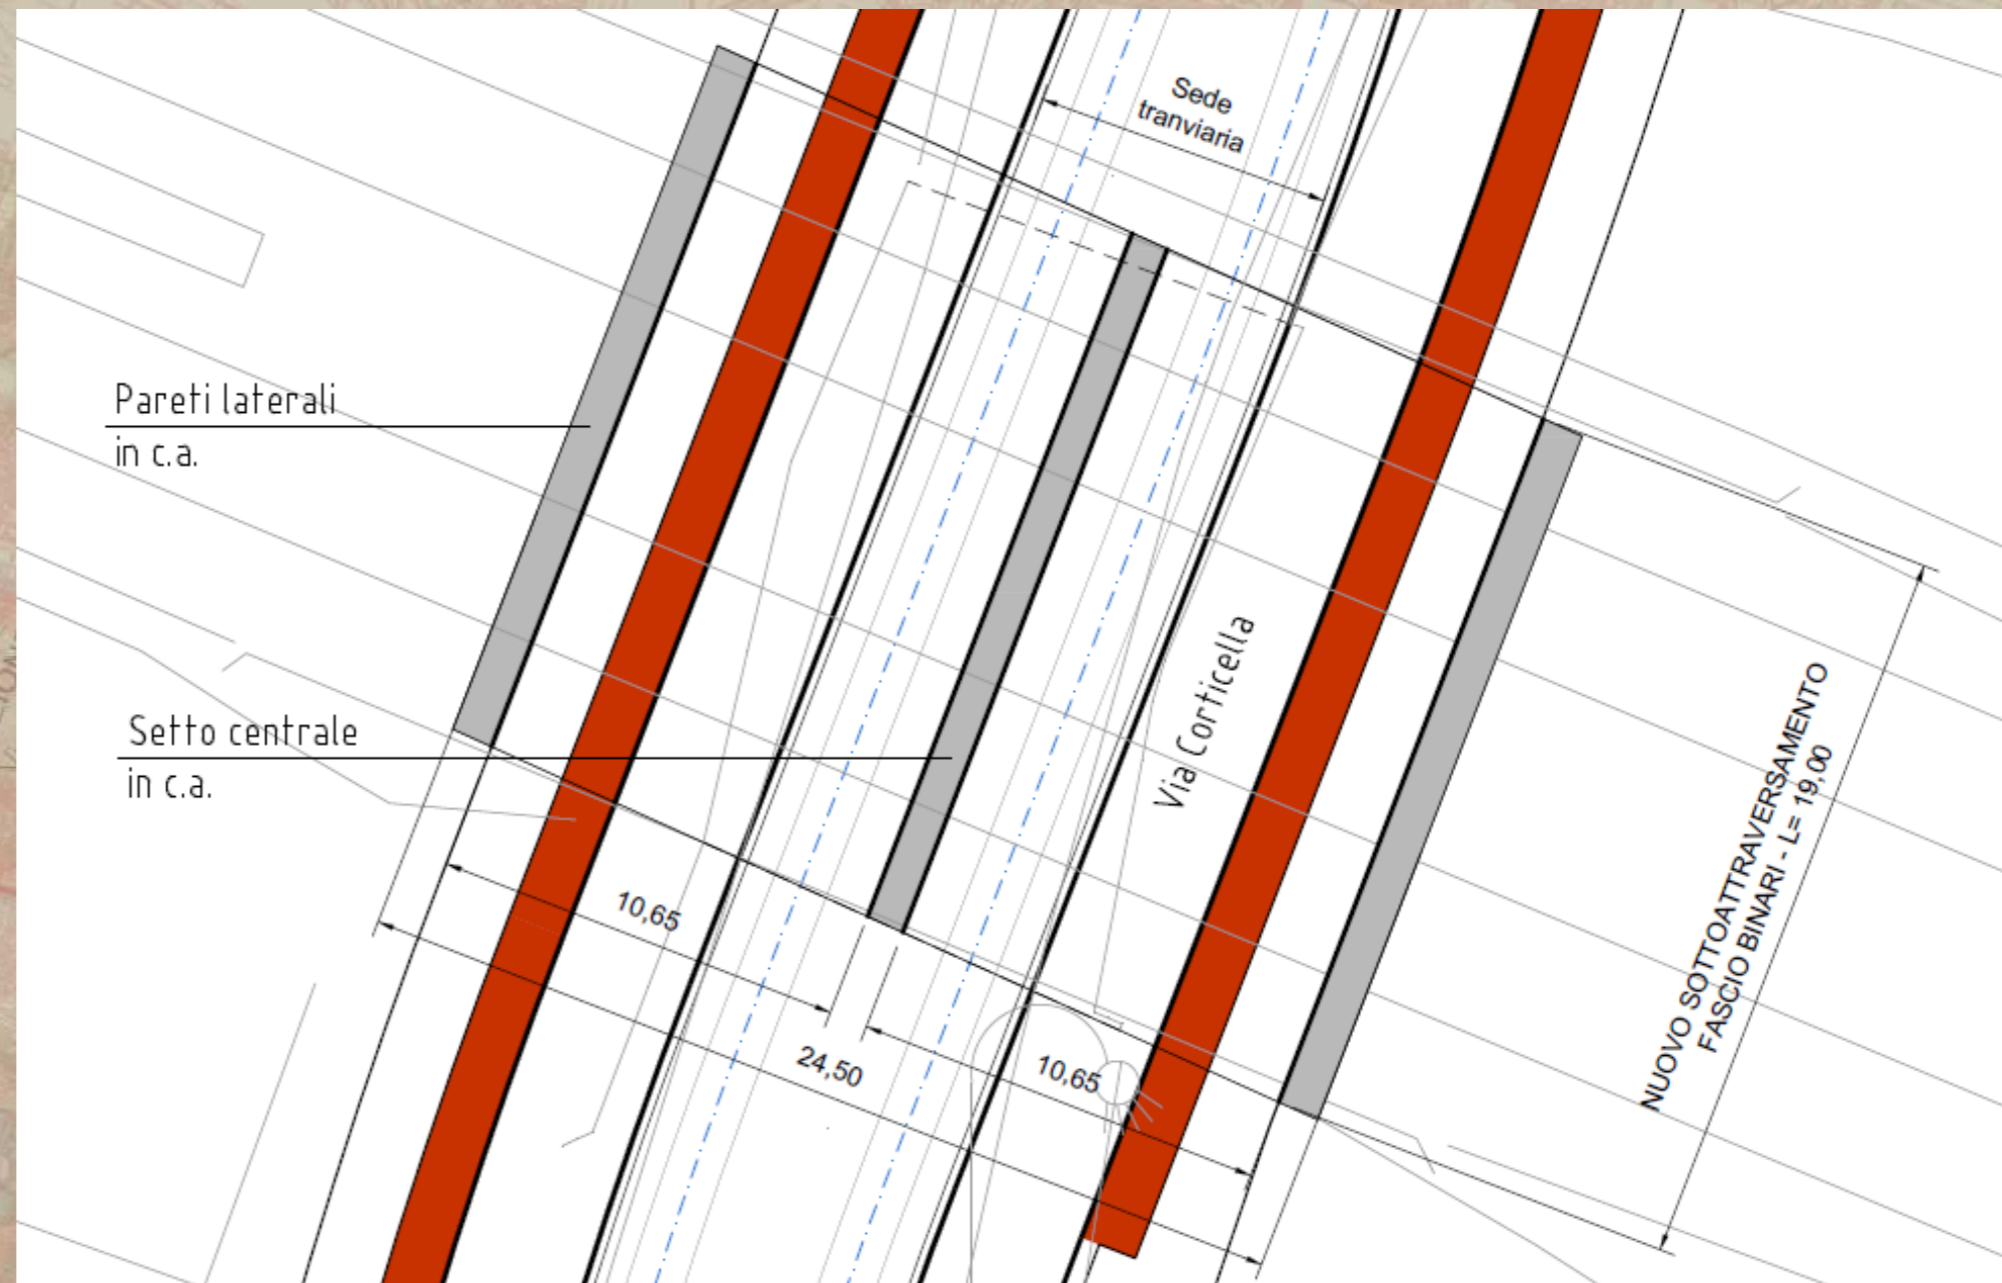 Sede
tranviaria
Pareti laterali
in c.a.
Via Corticella
Setto centrale
in c.a.
NUOVO SOTTOATTRAVERSAMENTO
FASCIO BINARI - L= 19,00
10,65
24,50
10,65